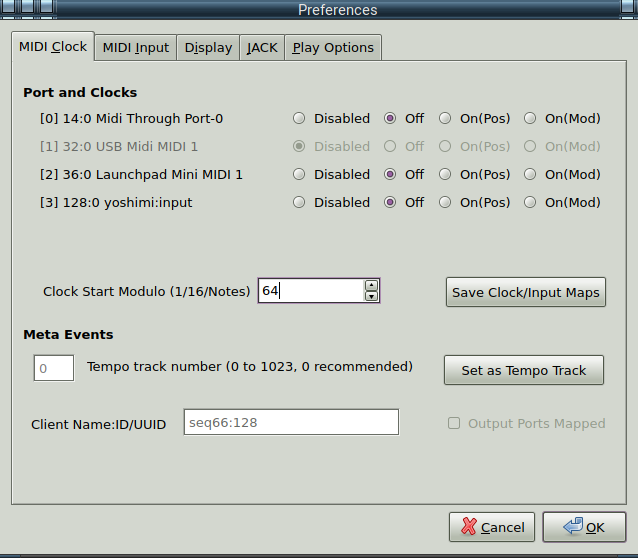 Preferences
MIDI Clock MIDI Input Display JACK Play Options
Port and Clocks
[0] 14:0 Midi Through Port-0 Disabled Off On(Pos) On(Mod)
[1] 32:0 USB Midi MIDI 1 Disabled Off On(Pos) On(Mod)
[2] 36:0 Launchpad Mini MIDI 1 Disabled Off On(Pos) On(Mod)
[3] 128:0 yoshimi:input Disabled Off On(Pos) On(Mod)
Clock Start Modulo (1/16/Notes) 64 Save Clock/Input Maps
Meta Events
0 Tempo track number (0 to 1023, 0 recommended) Set as Tempo Track
Client Name:ID/UUID seq66:128 Output Ports Mapped
Cancel OK